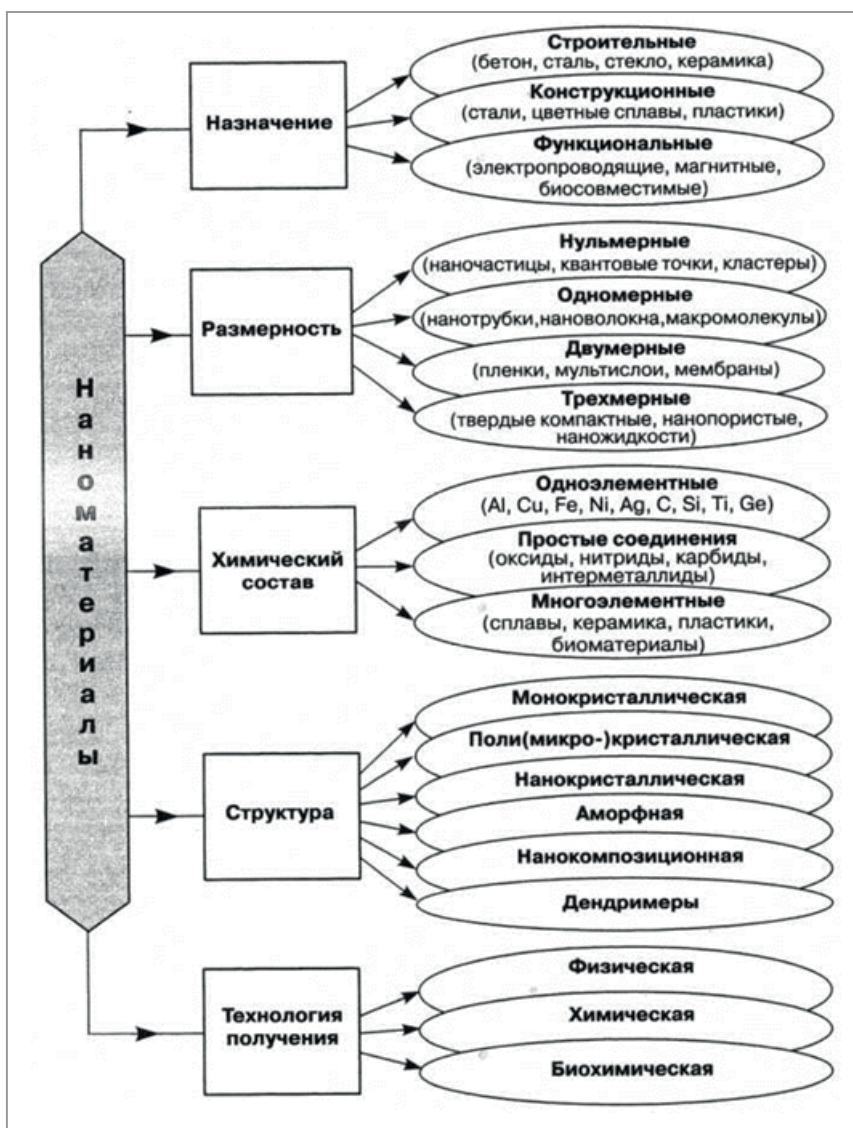 Наноматериалы
Назначение
Строительные
(бетон, сталь, стекло, керамика)
Конструкционные
(стали, цветные сплавы, пластики)
Функциональные
(электропроводящие, магнитные,
биосовместимые)
Размерность
Нульмерные
(наночастицы, квантовые точки, кластеры)
Одномерные
(нанотрубки,нановолокна,макромолекулы)
Двумерные
(пленки, мультислои, мембраны)
Трехмерные
(твердые компактные, нанопористые,
наножидкости)
Химический
состав
Одноэлементные
(Al, Cu, Fe, Ni, Ag, C, Si, Ti, Ge)
Простые соединения
(оксиды, нитриды, карбиды,
интерметаллиды)
Многоэлементные
(сплавы, керамика, пластики,
биоматериалы)
Структура
Монокристаллическая
Поли(микро-)кристаллическая
Нанокристаллическая
Аморфная
Нанокомпозиционная
Дендримеры
Технология
получения
Физическая
Химическая
Биохимическая